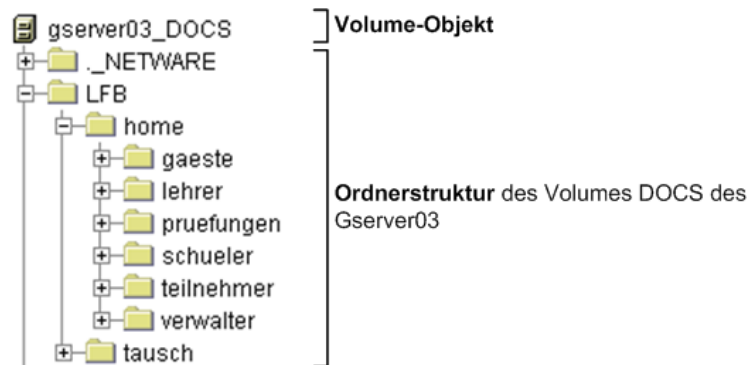 gserver03_DOCS
Volume-Objekt
._NETWARE
LFB
home
gaeste
lehrer
pruefungen
schueler
teilnehmer
verwalter
tausch
Ordnerstruktur des Volumes DOCS des
Gserver03